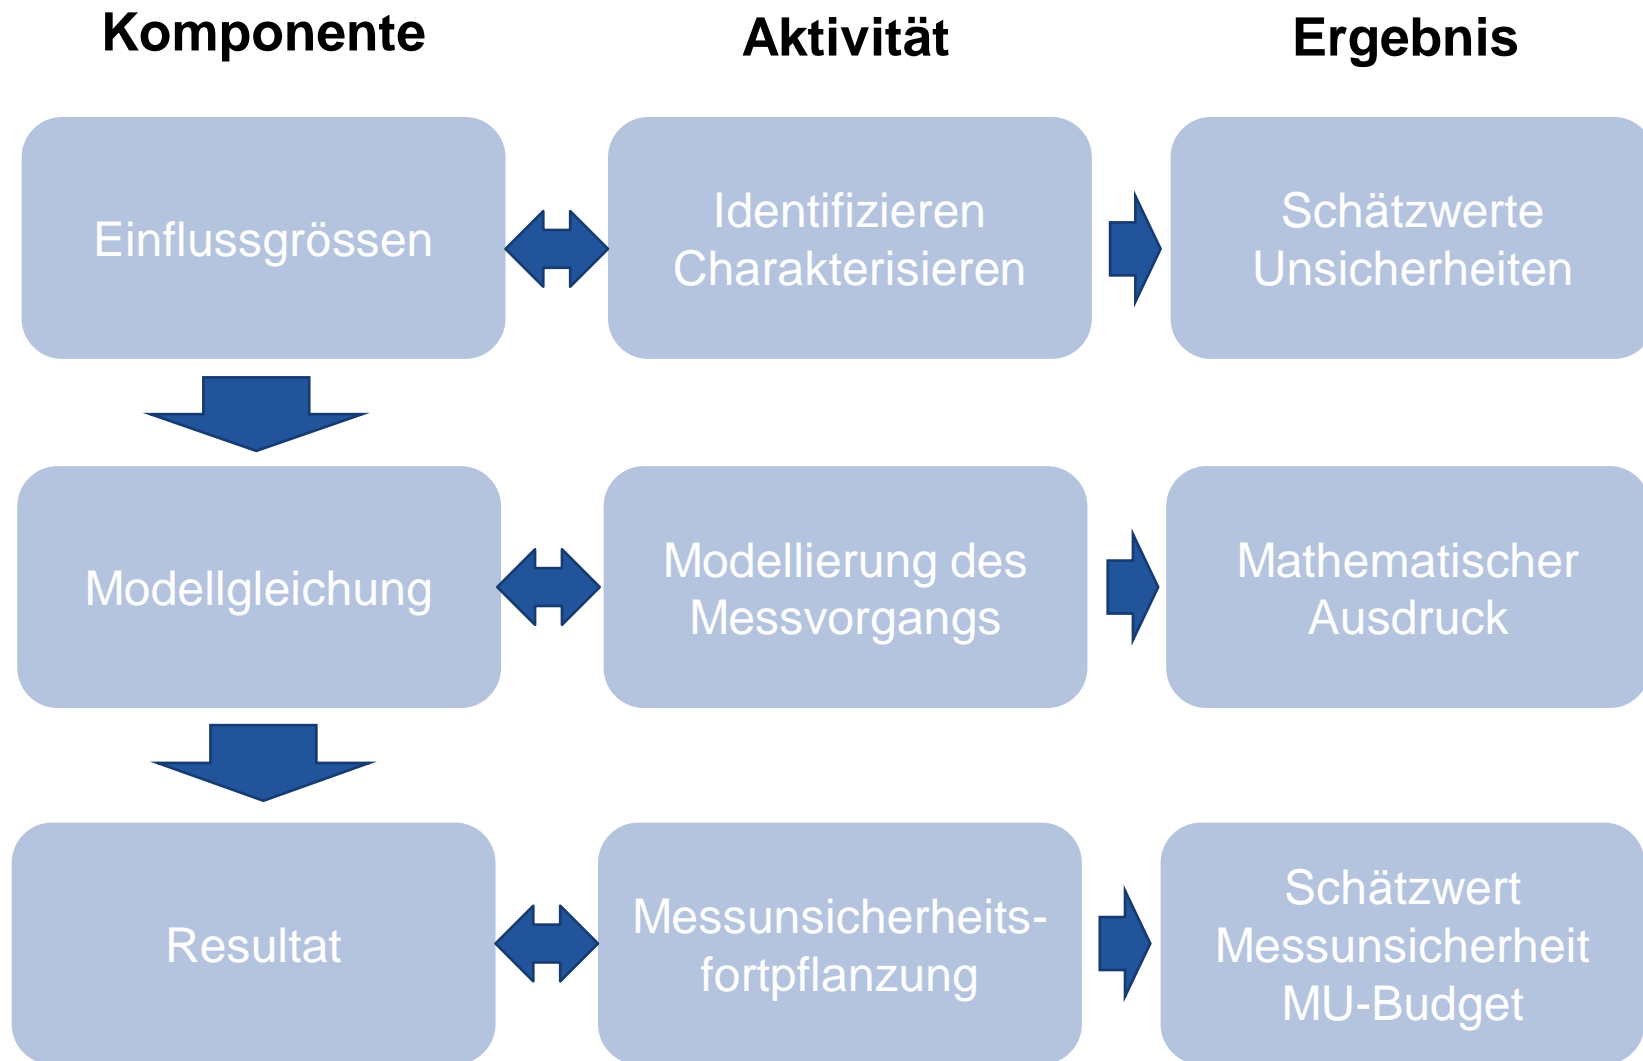 Komponente
Aktivität
Ergebnis
Einflussgrössen
Identifizieren
Charakterisieren
Schätzwerte
Unsicherheiten
Modellgleichung
Modellierung des
Messvorgangs
Mathematischer
Ausdruck
Resultat
Messunsicherheits-
fortpflanzung
Schätzwert
Messunsicherheit
MU-Budget